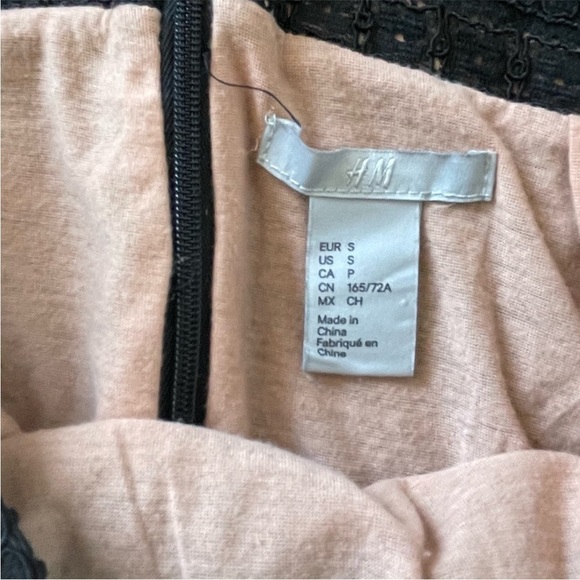 H&M
EUR S
US S
CA P
CN 165/72A
MX CH
Made in
China
Fabriqué en
Chine